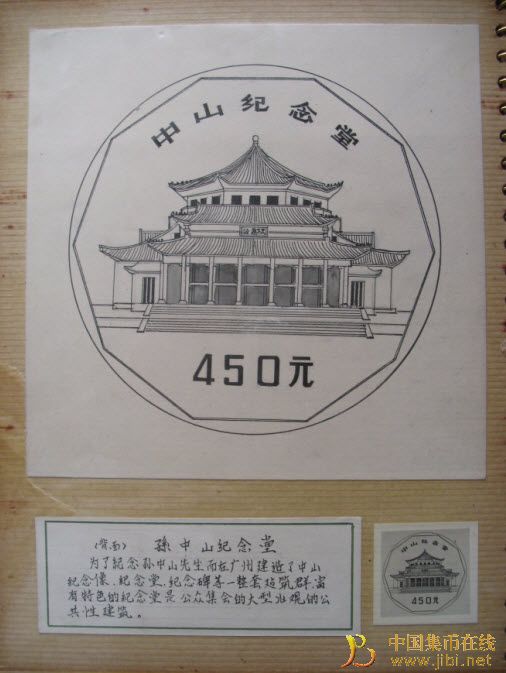 中山纪念堂
450元
(背面) 孫中山纪念堂
为了纪念孙中山先生而在广州建造了中山
纪念像、纪念堂、纪念碑等一整套建筑群,富
有特色的纪念堂是公众集会的大型壮观的公
共性建筑。
中山纪念堂
450元
中国集币在线
www.jibi.net